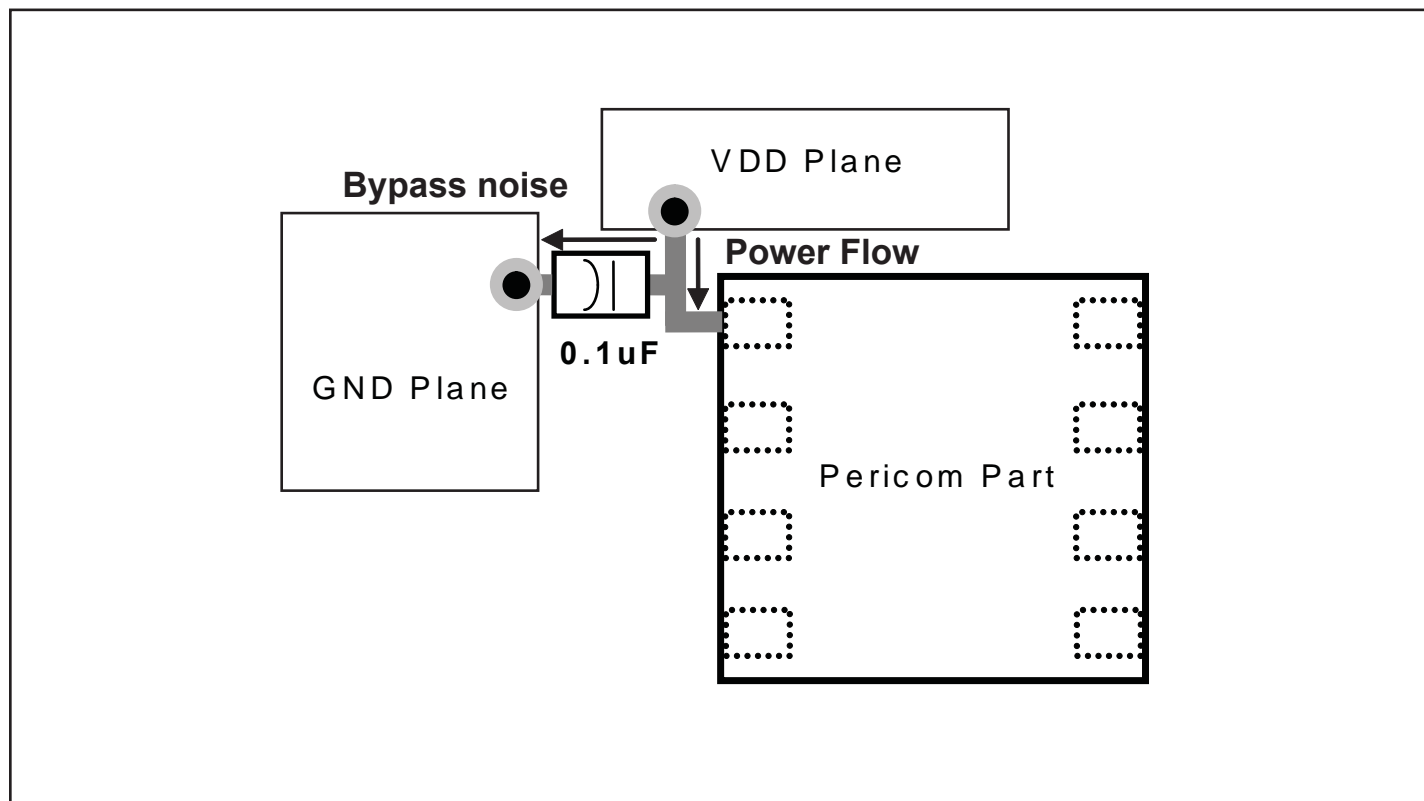 VDD Plane
Bypass noise
Power Flow
0.1uF
GND Plane
Pericom Part